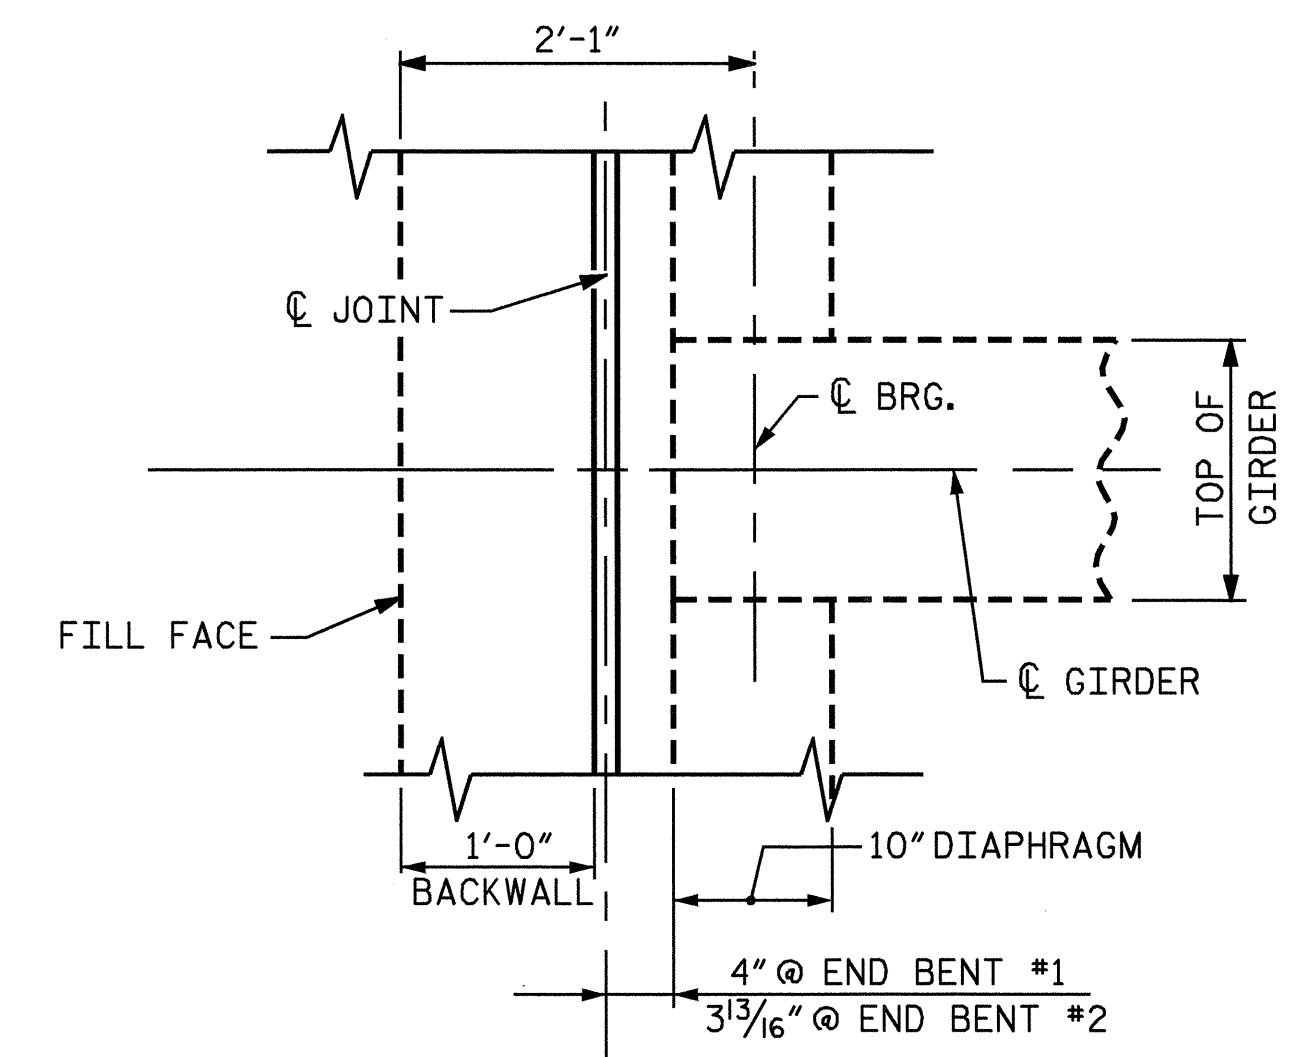 2'-1"
℄ JOINT
℄ BRG.
TOP OF
GIRDER
FILL FACE
℄ GIRDER
1'-0"
BACKWALL
10" DIAPHRAGM
4" @ END BENT #1
3 13/16" @ END BENT #2